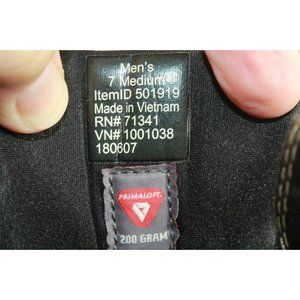 Men's
7 Medium
ItemID 501919
Made in Vietnam
RN# 71341
VN# 1001038
180607
PRIMALOFT
200 GRAM